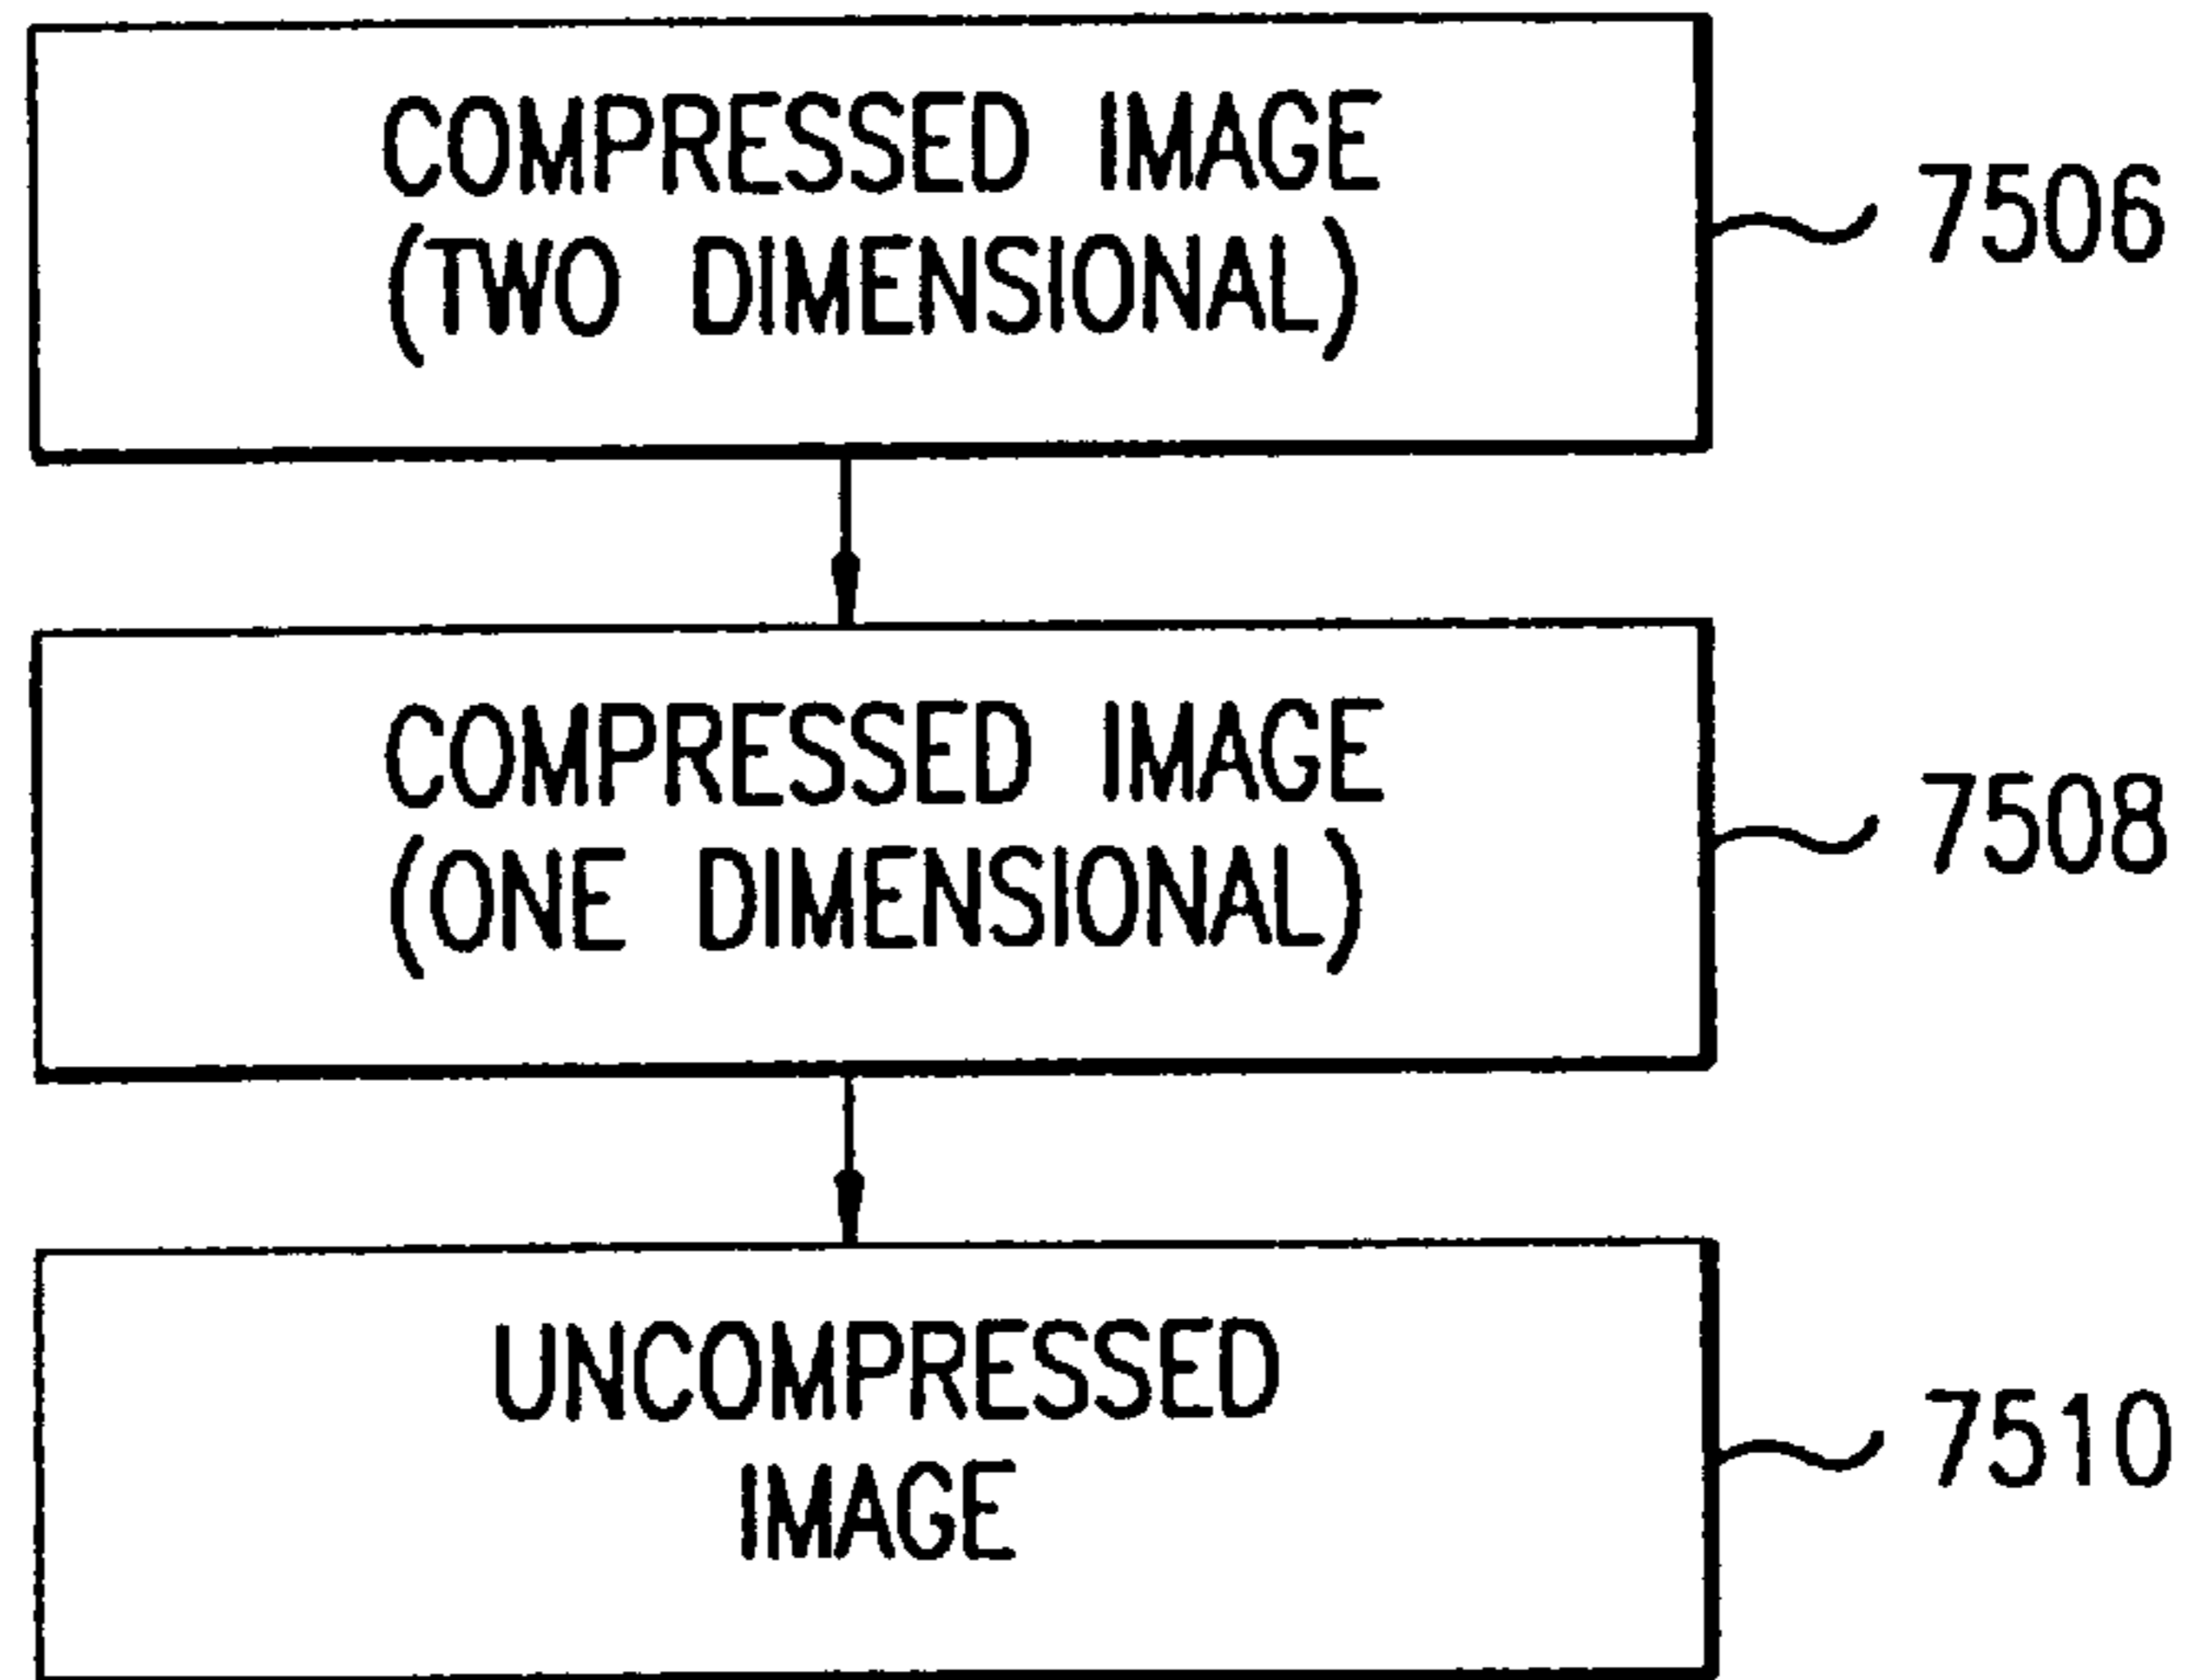 COMPRESSED IMAGE
(TWO DIMENSIONAL)
7506
COMPRESSED IMAGE
(ONE DIMENSIONAL)
7508
UNCOMPRESSED
IMAGE
7510